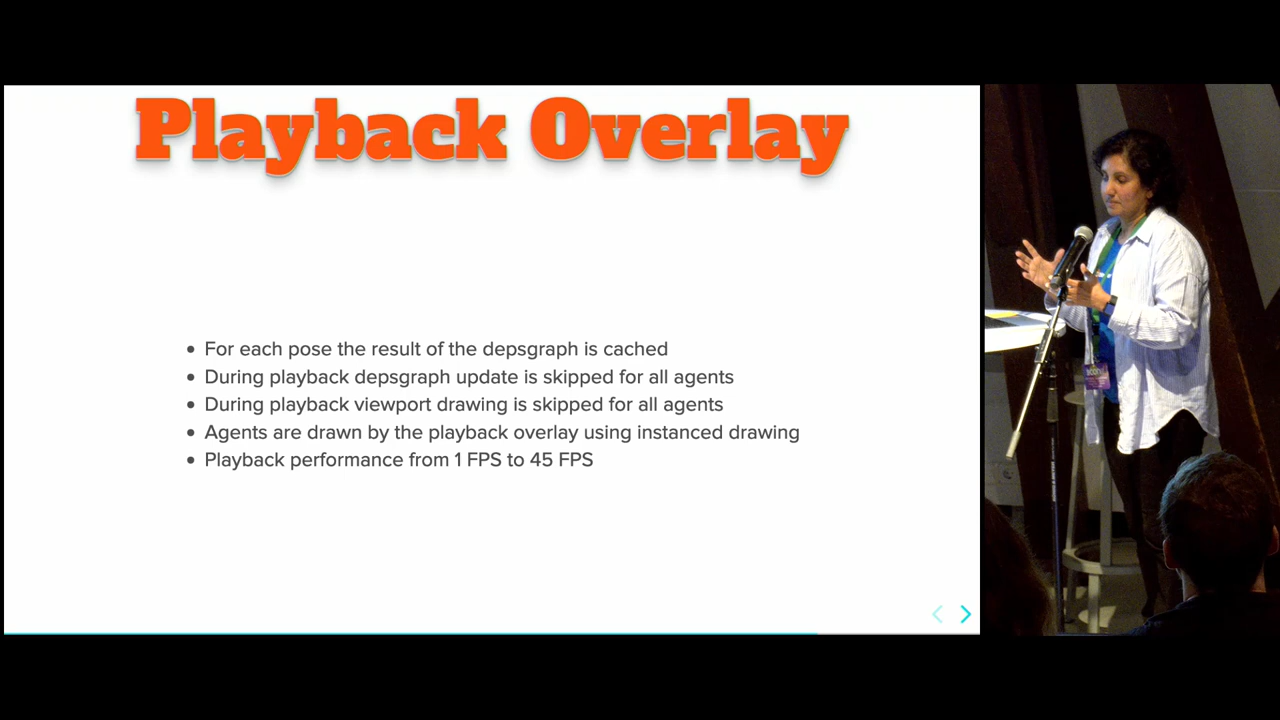 Playback Overlay
For each pose the result of the depsgraph is cached
During playback depsgraph update is skipped for all agents
During playback viewport drawing is skipped for all agents
Agents are drawn by the playback overlay using instanced drawing
Playback performance from 1 FPS to 45 FPS